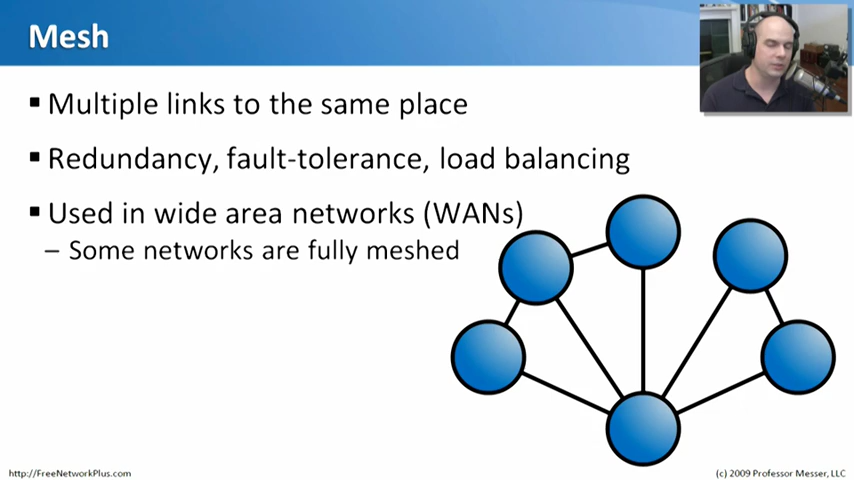 Mesh
▪ Multiple links to the same place
▪ Redundancy, fault-tolerance, load balancing
▪ Used in wide area networks (WANs)
– Some networks are fully meshed
http://FreeNetworkPlus.com
(c) 2009 Professor Messer, LLC